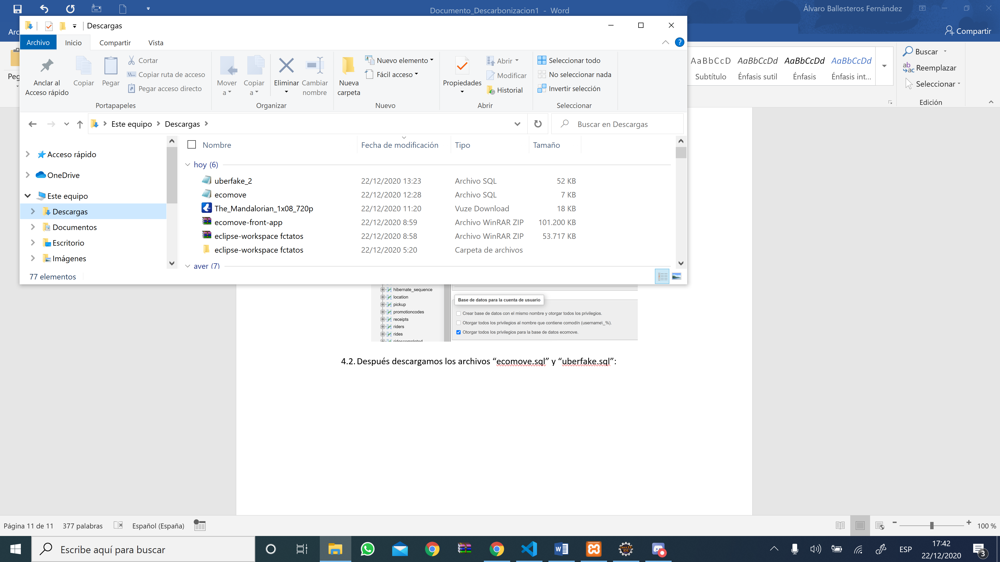 Documento_Descarbonizacion1 - Word
Álvaro Ballesteros Fernández
Compartir
Arc
Peg
Descargas
Archivo
Inicio
Compartir
Vista
?
Anclar al
Acceso rápido
Copiar
Pegar
Cortar
Copiar ruta de acceso
Pegar acceso directo
Portapapeles
Mover
a
Copiar
a
Eliminar
Cambiar
nombre
Organizar
Nueva
carpeta
Nuevo elemento
Fácil acceso
Nuevo
Propiedades
Abrir
Modificar
Historial
Abrir
Seleccionar todo
No seleccionar nada
Invertir selección
Seleccionar
AaBbCcD
Subtítulo
AaBbCcDd
Énfasis sutil
AaBbCcDd
Énfasis
AaBbCcDd
Énfasis int...
Buscar
Reemplazar
Seleccionar
Edición
Este equipo
Descargas
Buscar en Descargas
Acceso rápido
OneDrive
Este equipo
Descargas
Documentos
Escritorio
Imágenes
Nombre Fecha de modificación Tipo Tamaño
hoy (6)
uberfake_2 22/12/2020 13:23 Archivo SQL 52 KB
ecomove 22/12/2020 12:28 Archivo SQL 7 KB
The_Mandalorian_1x08_720p 22/12/2020 11:20 Vuze Download 18 KB
ecomove-front-app 22/12/2020 8:59 Archivo WinRAR ZIP 101.200 KB
eclipse-workspace fctatos 22/12/2020 8:58 Archivo WinRAR ZIP 53.717 KB
eclipse-workspace fctatos 22/12/2020 5:20 Carpeta de archivos
ayer (7)
77 elementos
hibernate_sequence
location
pickup
promotioncodes
receipts
riders
rides
ridescompleted
Base de datos para la cuenta de usuario
Crear base de datos con el mismo nombre y otorgar todos los privilegios.
Otorgar todos los privilegios al nombre que contiene comodín (username\_%).
Otorgar todos los privilegios para la base de datos ecomove.
4.2. Después descargamos los archivos “ecomove.sql” y “uberfake.sql”:
Página 11 de 11
377 palabras
Español (España)
100 %
Escribe aquí para buscar
ESP
17:42
22/12/2020
3